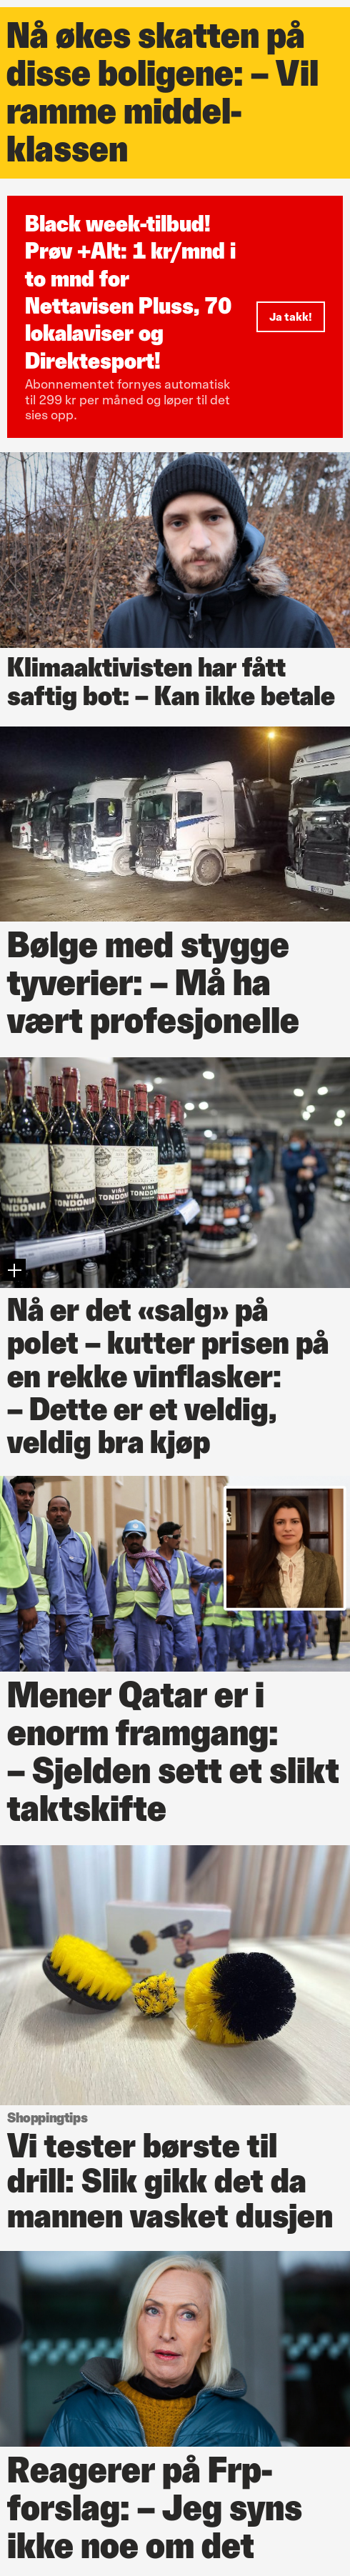 Nå økes skatten på
disse boligene: – Vil
ramme middel-
klassen
Black week-tilbud!
Prøv +Alt: 1 kr/mnd i
to mnd for
Nettavisen Pluss, 70
lokalaviser og
Direktesport!
Ja takk!
Abonnementet fornyes automatisk
til 299 kr per måned og løper til det
sies opp.
Klimaaktivisten har fått
saftig bot: – Kan ikke betale
Bølge med stygge
tyverier: – Må ha
vært profesjonelle
VIÑA
TONDONIA
Nå er det «salg» på
polet – kutter prisen på
en rekke vinflasker:
– Dette er et veldig,
veldig bra kjøp
Mener Qatar er i
enorm framgang:
– Sjelden sett et slikt
taktskifte
Shoppingtips
Vi tester børste til
drill: Slik gikk det da
mannen vasket dusjen
Reagerer på Frp-
forslag: – Jeg syns
ikke noe om det